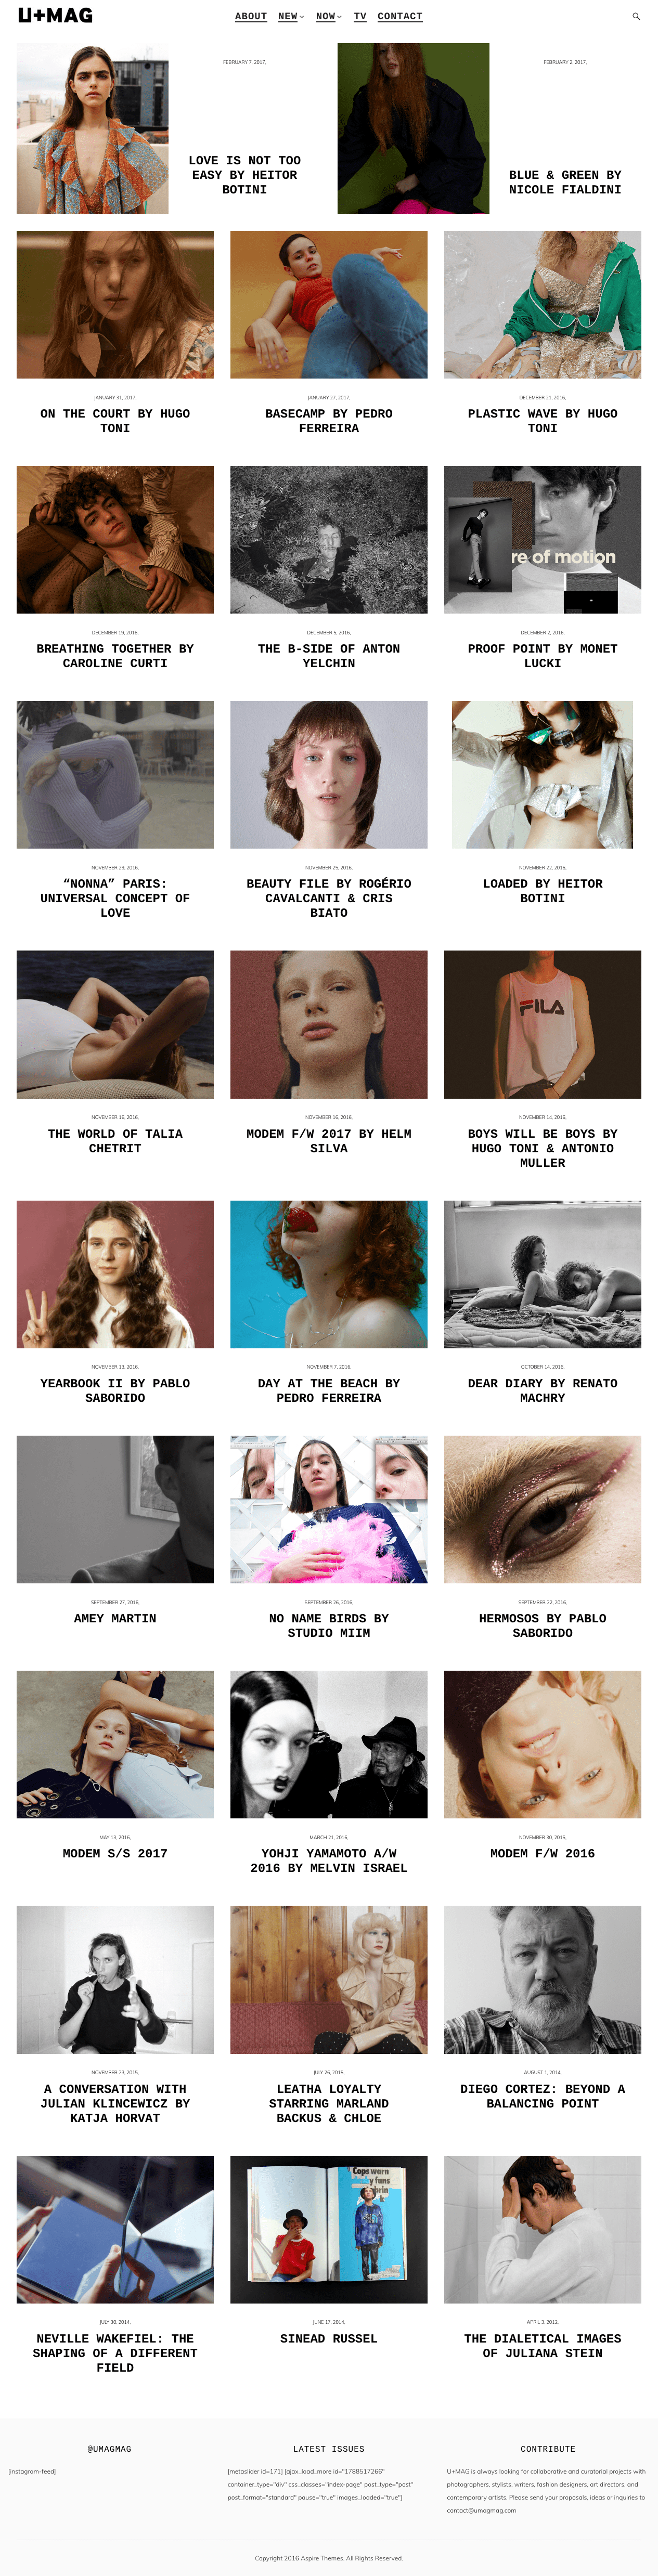 U+MAG
ABOUT NEW NOW TV CONTACT
FEBRUARY 7, 2017,
LOVE IS NOT TOO
EASY BY HEITOR
BOTINI
FEBRUARY 2, 2017,
BLUE & GREEN BY
NICOLE FIALDINI
JANUARY 31, 2017,
ON THE COURT BY HUGO
TONI
JANUARY 27, 2017,
BASECAMP BY PEDRO
FERREIRA
DECEMBER 21, 2016,
PLASTIC WAVE BY HUGO
TONI
re of motion
DECEMBER 19, 2016,
BREATHING TOGETHER BY
CAROLINE CURTI
DECEMBER 5, 2016,
THE B-SIDE OF ANTON
YELCHIN
DECEMBER 2, 2016,
PROOF POINT BY MONET
LUCKI
NOVEMBER 29, 2016,
“NONNA” PARIS:
UNIVERSAL CONCEPT OF
LOVE
NOVEMBER 25, 2016,
BEAUTY FILE BY ROGÉRIO
CAVALCANTI & CRIS
BIATO
NOVEMBER 22, 2016,
LOADED BY HEITOR
BOTINI
FILA
NOVEMBER 16, 2016,
THE WORLD OF TALIA
CHETRIT
NOVEMBER 16, 2016,
MODEM F/W 2017 BY HELM
SILVA
NOVEMBER 14, 2016,
BOYS WILL BE BOYS BY
HUGO TONI & ANTONIO
MULLER
NOVEMBER 13, 2016,
YEARBOOK II BY PABLO
SABORIDO
NOVEMBER 7, 2016,
DAY AT THE BEACH BY
PEDRO FERREIRA
OCTOBER 14, 2016,
DEAR DIARY BY RENATO
MACHRY
SEPTEMBER 27, 2016,
AMEY MARTIN
SEPTEMBER 26, 2016,
NO NAME BIRDS BY
STUDIO MIIM
SEPTEMBER 22, 2016,
HERMOSOS BY PABLO
SABORIDO
MAY 13, 2016,
MODEM S/S 2017
MARCH 21, 2016,
YOHJI YAMAMOTO A/W
2016 BY MELVIN ISRAEL
NOVEMBER 30, 2015,
MODEM F/W 2016
NOVEMBER 23, 2015,
A CONVERSATION WITH
JULIAN KLINCEWICZ BY
KATJA HORVAT
JULY 26, 2015,
LEATHA LOYALTY
STARRING MARLAND
BACKUS & CHLOE
AUGUST 1, 2014,
DIEGO CORTEZ: BEYOND A
BALANCING POINT
Cops warn
y fans
JULY 30, 2014,
NEVILLE WAKEFIEL: THE
SHAPING OF A DIFFERENT
FIELD
JUNE 17, 2014,
SINEAD RUSSEL
APRIL 3, 2012,
THE DIALETICAL IMAGES
OF JULIANA STEIN
@UMAGMAG
[instagram-feed]
LATEST ISSUES
[metaslider id=171] [ajax_load_more id="1788517266"
container_type="div" css_classes="index-page" post_type="post"
post_format="standard" pause="true" images_loaded="true"]
CONTRIBUTE
U+MAG is always looking for collaborative and curatorial projects with
photographers, stylists, writers, fashion designers, art directors, and
contemporary artists. Please send your proposals, ideas or inquiries to
contact@umagmag.com
Copyright 2016 Aspire Themes. All Rights Reserved.